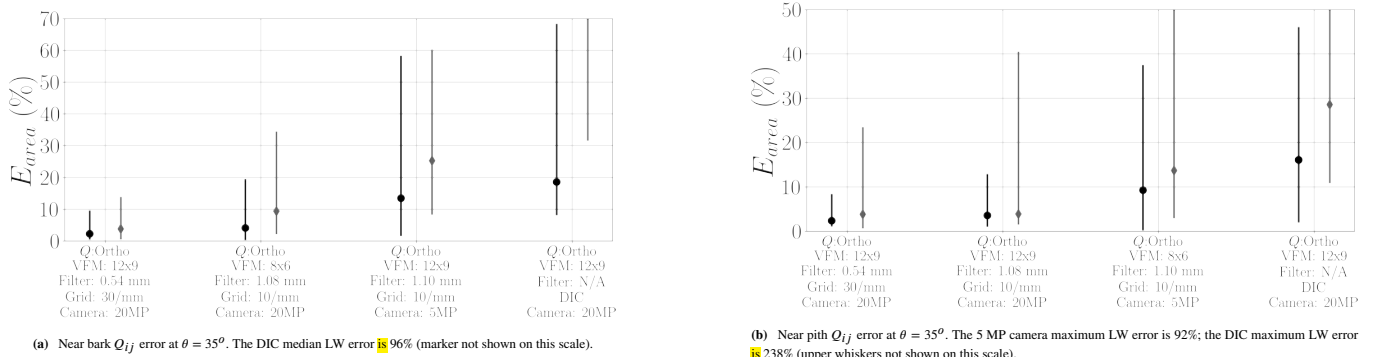 70
60
50
40
30
20
10
0
E_area (%)
Q:Ortho
VFM: 12x9
Filter: 0.54 mm
Grid: 30/mm
Camera: 20MP
Q:Ortho
VFM: 8x6
Filter: 1.08 mm
Grid: 10/mm
Camera: 20MP
Q:Ortho
VFM: 12x9
Filter: 1.10 mm
Grid: 10/mm
Camera: 5MP
Q:Ortho
VFM: 12x9
Filter: N/A
DIC
Camera: 20MP
(a) Near bark Q_ij error at θ = 35°. The DIC median LW error is 96% (marker not shown on this scale).
50
40
30
20
10
0
E_area (%)
Q:Ortho
VFM: 12x9
Filter: 0.54 mm
Grid: 30/mm
Camera: 20MP
Q:Ortho
VFM: 12x9
Filter: 1.08 mm
Grid: 10/mm
Camera: 20MP
Q:Ortho
VFM: 8x6
Filter: 1.10 mm
Grid: 10/mm
Camera: 5MP
Q:Ortho
VFM: 12x9
Filter: N/A
DIC
Camera: 20MP
(b) Near pith Q_ij error at θ = 35°. The 5 MP camera maximum LW error is 92%; the DIC maximum LW error
is 238% (upper whiskers not shown on this scale).